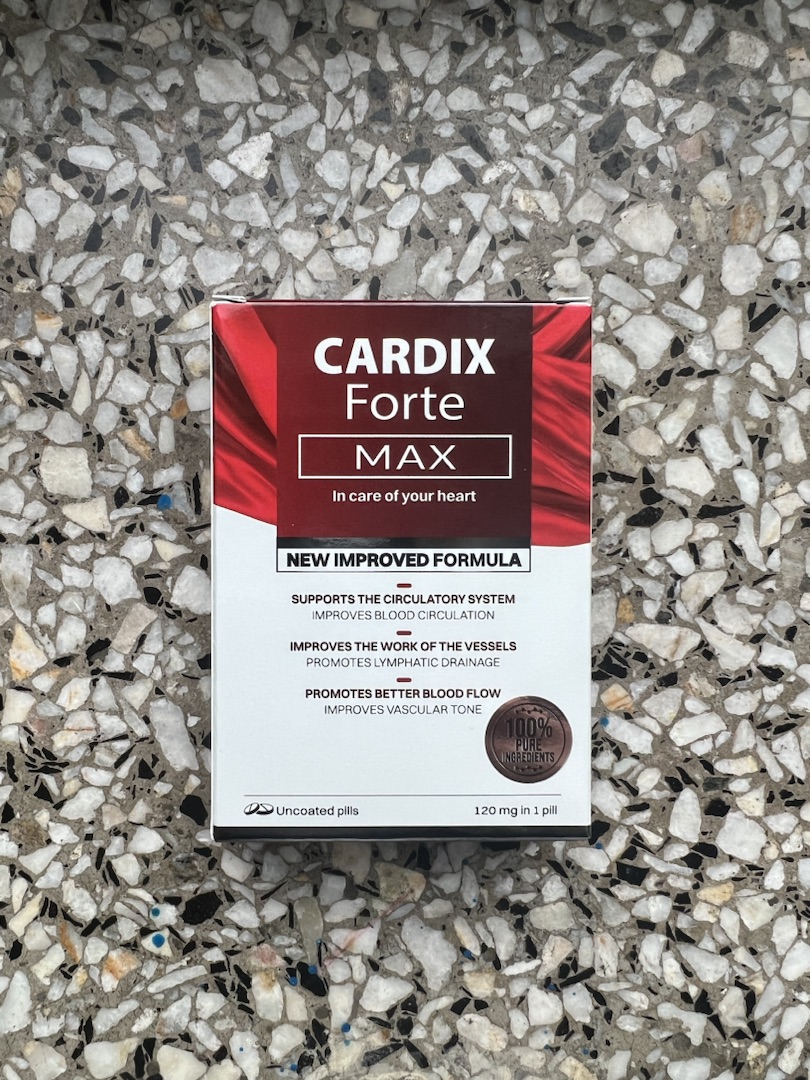 CARDIX
Forte
MAX
In care of your heart
NEW IMPROVED FORMULA
SUPPORTS THE CIRCULATORY SYSTEM
IMPROVES BLOOD CIRCULATION
IMPROVES THE WORK OF THE VESSELS
PROMOTES LYMPHATIC DRAINAGE
PROMOTES BETTER BLOOD FLOW
IMPROVES VASCULAR TONE
100%
PURE
INGREDIENTS
Uncoated pills
120 mg in 1 pill